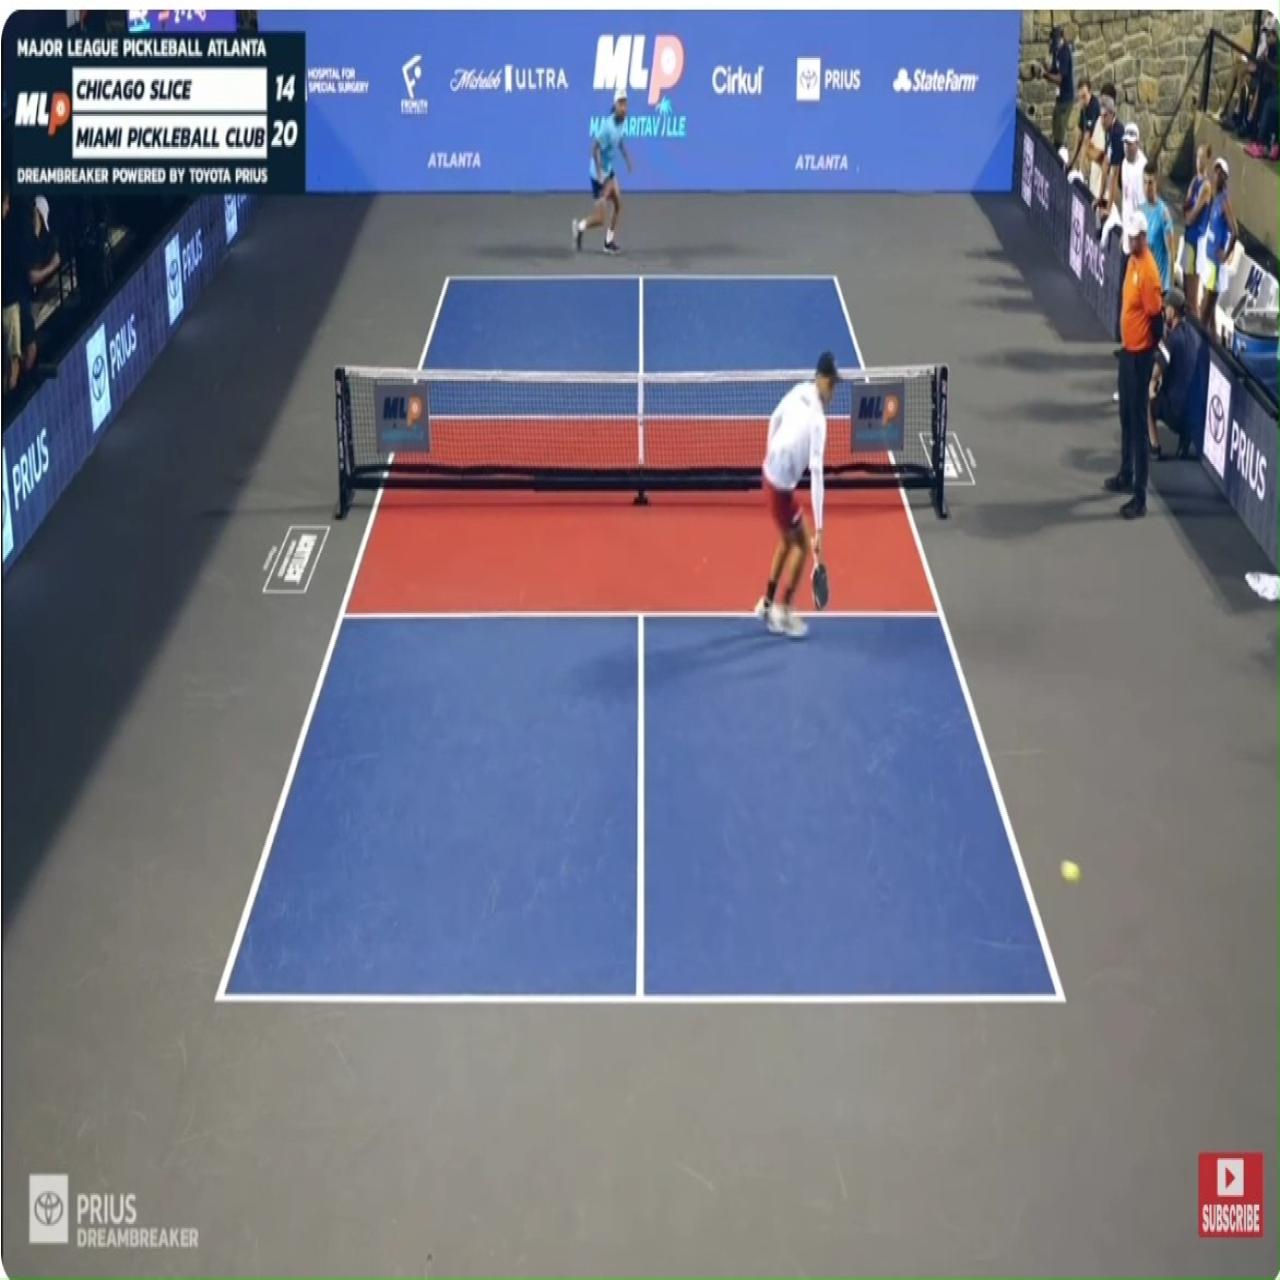 MAJOR LEAGUE PICKLEBALL ATLANTA
MLP
CHICAGO SLICE 14
MIAMI PICKLEBALL CLUB 20
DREAMBREAKER POWERED BY TOYOTA PRIUS
HOSPITAL FOR
SPECIAL SURGERY
Michelob ULTRA
MLP
MARGARITAVILLE
Cirkul
PRIUS
StateFarm
ATLANTA
ATLANTA
PRIUS
PRIUS
PRIUS
PRIUS
PRIUS
PRIUS
PRIUS
MLP
MLP
PRIUS
DREAMBREAKER
SUBSCRIBE